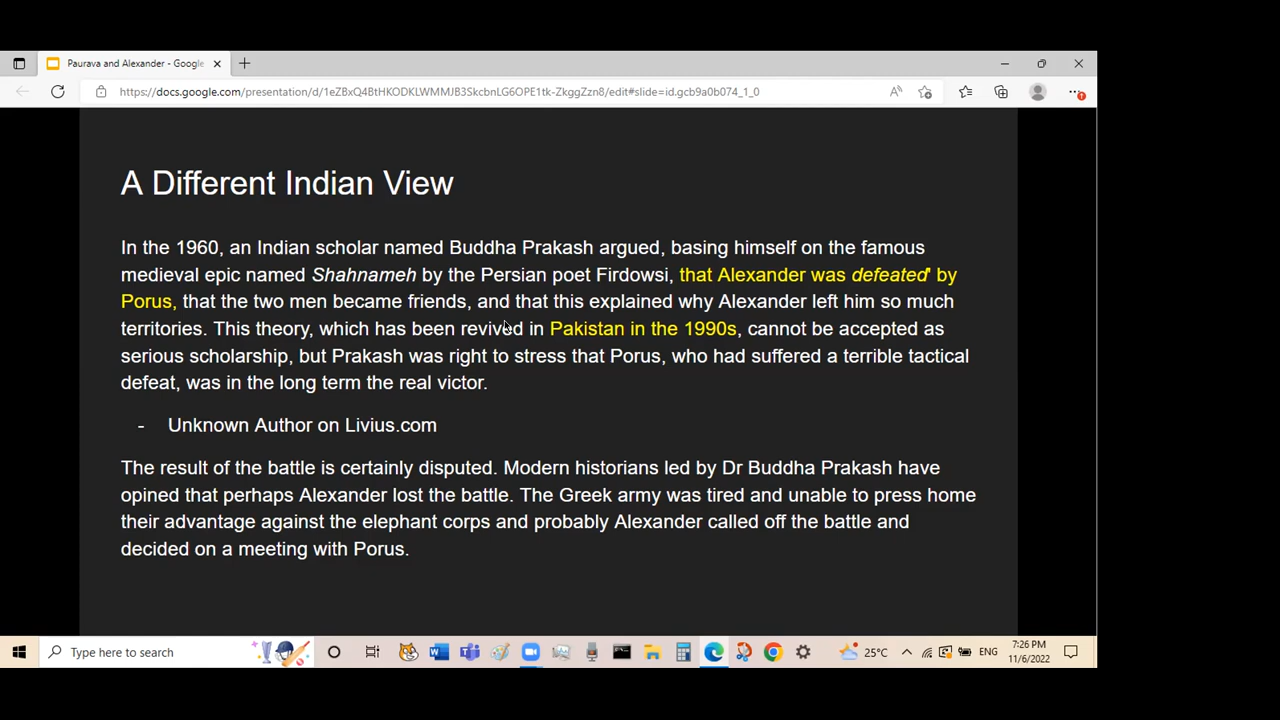 Paurava and Alexander - Google
https://docs.google.com/presentation/d/1eZBxQ4BtHKODKLWMMJB3SkcbnLG6OPE1tk-ZkggZzn8/edit#slide=id.gcb9a0b074_1_0
A Different Indian View
In the 1960, an Indian scholar named Buddha Prakash argued, basing himself on the famous
medieval epic named Shahnameh by the Persian poet Firdowsi, that Alexander was defeated' by
Porus, that the two men became friends, and that this explained why Alexander left him so much
territories. This theory, which has been revived in Pakistan in the 1990s, cannot be accepted as
serious scholarship, but Prakash was right to stress that Porus, who had suffered a terrible tactical
defeat, was in the long term the real victor.
- Unknown Author on Livius.com
The result of the battle is certainly disputed. Modern historians led by Dr Buddha Prakash have
opined that perhaps Alexander lost the battle. The Greek army was tired and unable to press home
their advantage against the elephant corps and probably Alexander called off the battle and
decided on a meeting with Porus.
Type here to search
25°C
ENG
7:26 PM
11/6/2022